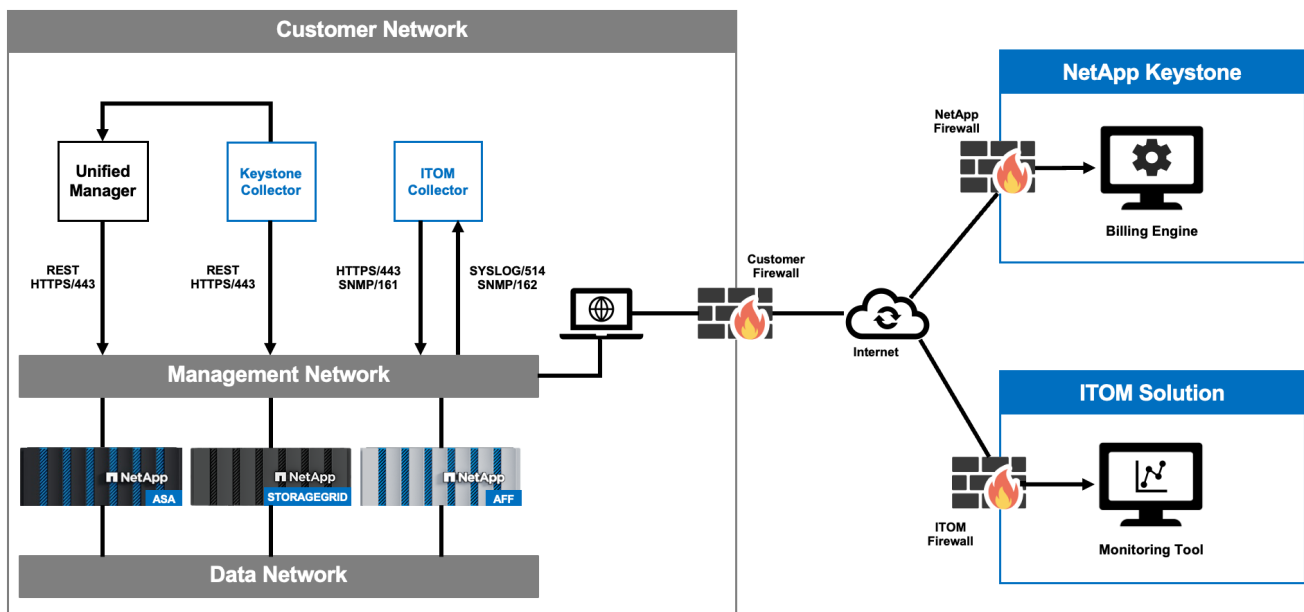 Customer Network
NetApp Keystone
NetApp
Firewall
Billing Engine
Unified
Manager
Keystone
Collector
ITOM
Collector
REST
HTTPS/443
REST
HTTPS/443
HTTPS/443
SNMP/161
SYSLOG/514
SNMP/162
Customer
Firewall
Internet
Management Network
ITOM Solution
NetApp
ASA
NetApp
STORAGEGRID
NetApp
AFF
ITOM
Firewall
Monitoring Tool
Data Network